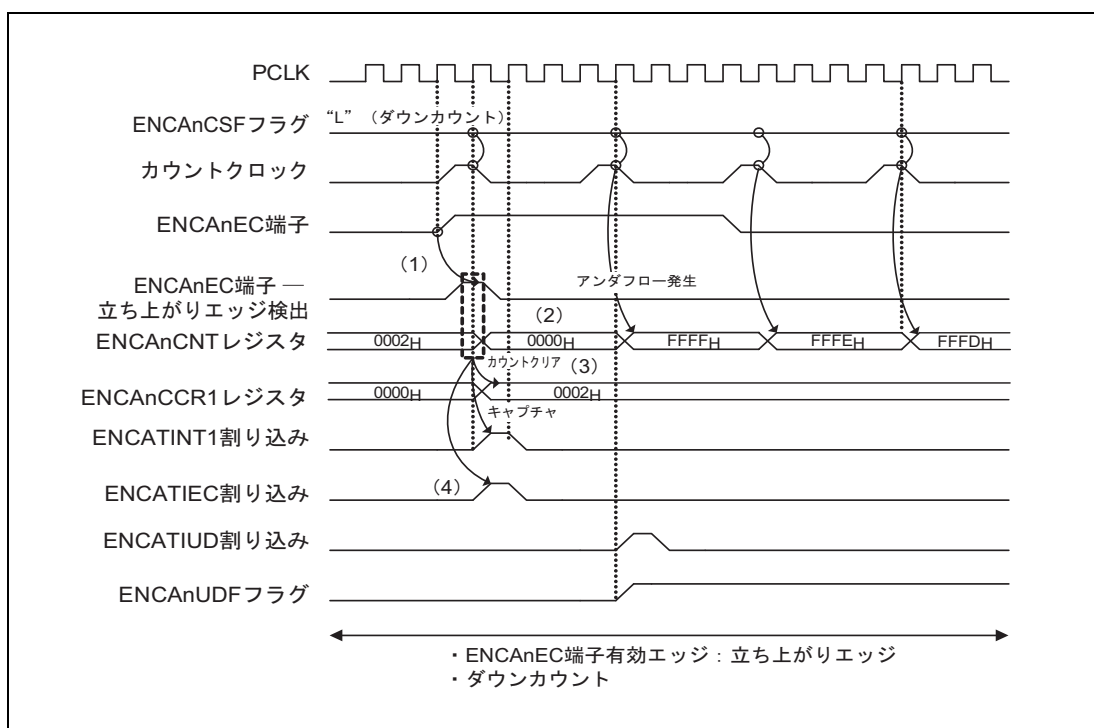 PCLK
ENCAnCSFフラグ
“L” (ダウンカウント)
カウントクロック
ENCAnEC端子
(1)
アンダフロー発生
ENCAnEC端子 ―
立ち上がりエッジ検出
(2)
ENCAnCNTレジスタ
0002H
0000H
FFFFH
FFFEH
FFFDH
カウントクリア
(3)
ENCAnCCR1レジスタ
0000H
0002H
キャプチャ
ENCATINT1割り込み
ENCATIEC割り込み
(4)
ENCATIUD割り込み
ENCAnUDFフラグ
・ENCAnEC端子有効エッジ：立ち上がりエッジ
・ダウンカウント